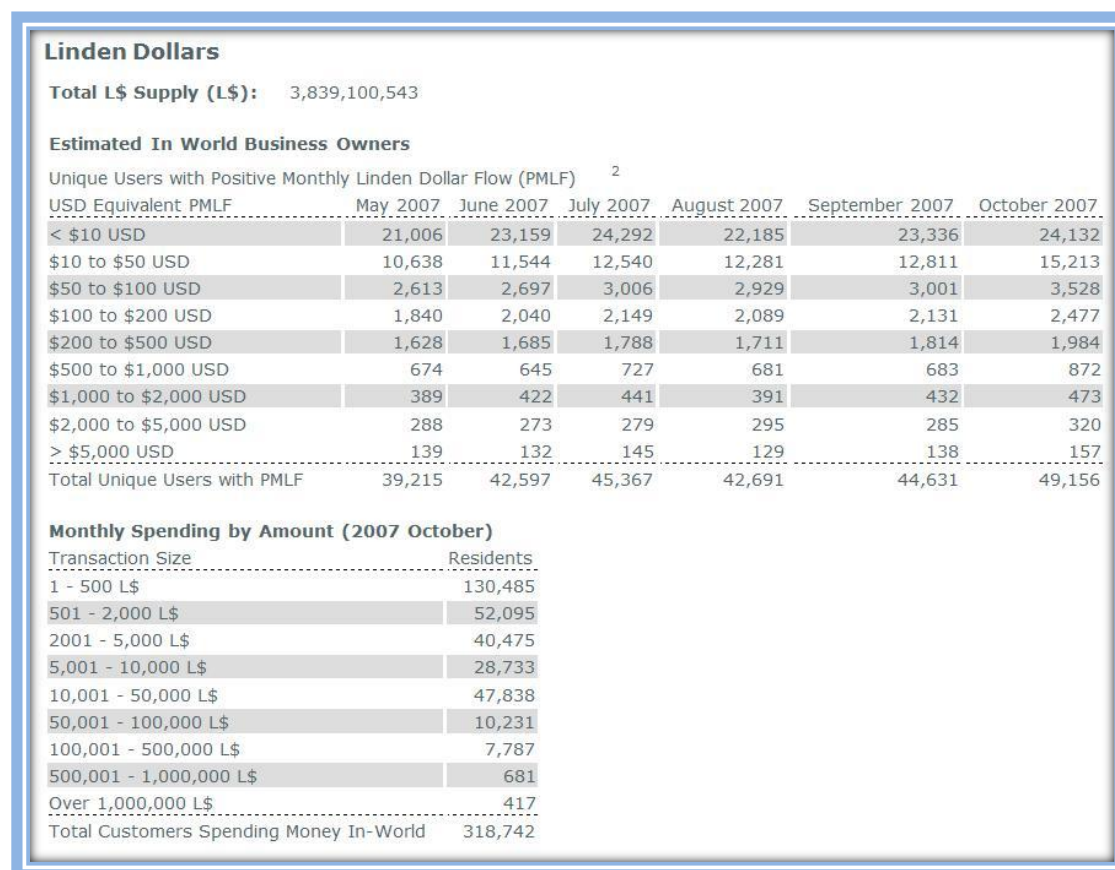 Linden Dollars
Total L$ Supply (L$): 3,839,100,543
Estimated In World Business Owners
Unique Users with Positive Monthly Linden Dollar Flow (PMLF) 2
USD Equivalent PMLF May 2007 June 2007 July 2007 August 2007 September 2007 October 2007
< $10 USD 21,006 23,159 24,292 22,185 23,336 24,132
$10 to $50 USD 10,638 11,544 12,540 12,281 12,811 15,213
$50 to $100 USD 2,613 2,697 3,006 2,929 3,001 3,528
$100 to $200 USD 1,840 2,040 2,149 2,089 2,131 2,477
$200 to $500 USD 1,628 1,685 1,788 1,711 1,814 1,984
$500 to $1,000 USD 674 645 727 681 683 872
$1,000 to $2,000 USD 389 422 441 391 432 473
$2,000 to $5,000 USD 288 273 279 295 285 320
> $5,000 USD 139 132 145 129 138 157
Total Unique Users with PMLF 39,215 42,597 45,367 42,691 44,631 49,156
Monthly Spending by Amount (2007 October)
Transaction Size Residents
1 - 500 L$ 130,485
501 - 2,000 L$ 52,095
2001 - 5,000 L$ 40,475
5,001 - 10,000 L$ 28,733
10,001 - 50,000 L$ 47,838
50,001 - 100,000 L$ 10,231
100,001 - 500,000 L$ 7,787
500,001 - 1,000,000 L$ 681
Over 1,000,000 L$ 417
Total Customers Spending Money In-World 318,742